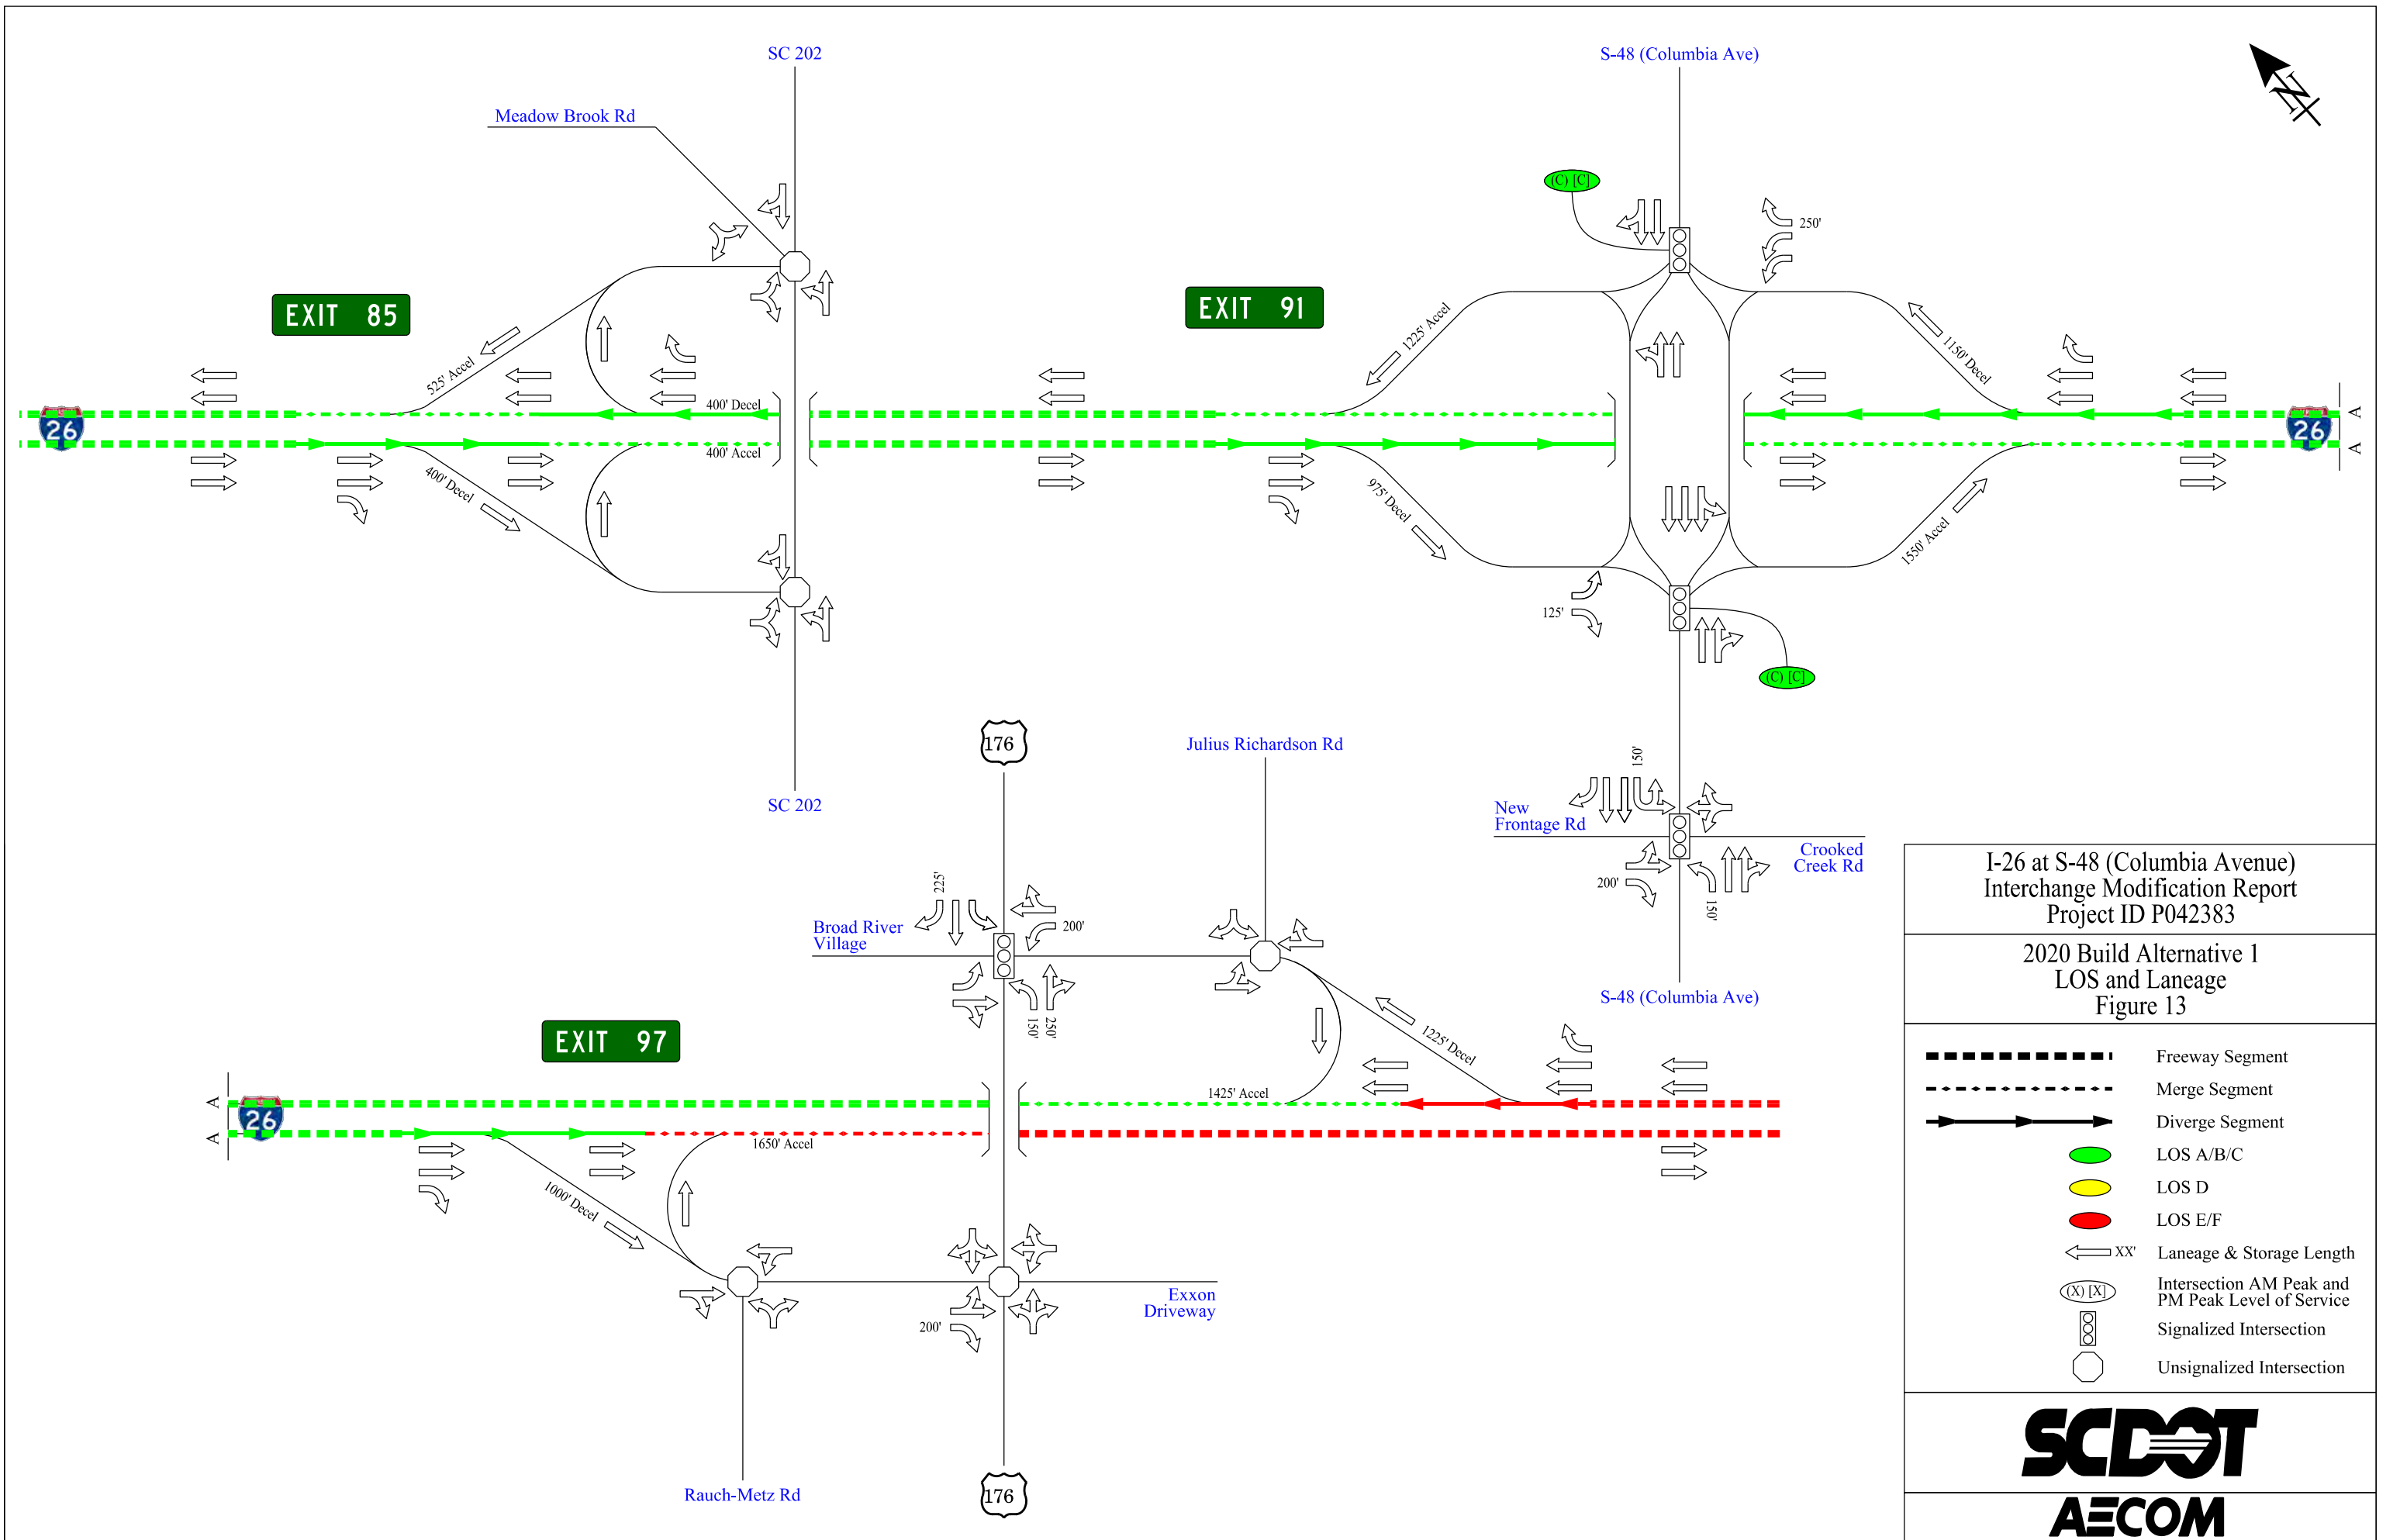 SC 202
S-48 (Columbia Ave)
Meadow Brook Rd
N
(C) [C]
250'
EXIT 85
EXIT 91
525' Accel
1225' Accel
1150' Decel
400' Decel
26
26
A
A
400' Accel
400' Decel
975' Decel
1550' Accel
125'
(C) [C]
176
Julius Richardson Rd
150'
SC 202
New
Frontage Rd
Crooked
Creek Rd
200'
150'
225'
Broad River
Village
200'
S-48 (Columbia Ave)
150'
250'
EXIT 97
1225' Decel
1425' Accel
A
A
26
1650' Accel
1000' Decel
Exxon
Driveway
200'
Rauch-Metz Rd
176
I-26 at S-48 (Columbia Avenue)
Interchange Modification Report
Project ID P042383
2020 Build Alternative 1
LOS and Laneage
Figure 13
Freeway Segment
Merge Segment
Diverge Segment
LOS A/B/C
LOS D
LOS E/F
XX' Laneage & Storage Length
(X) [X] Intersection AM Peak and
PM Peak Level of Service
Signalized Intersection
Unsignalized Intersection
SCDOT
AECOM